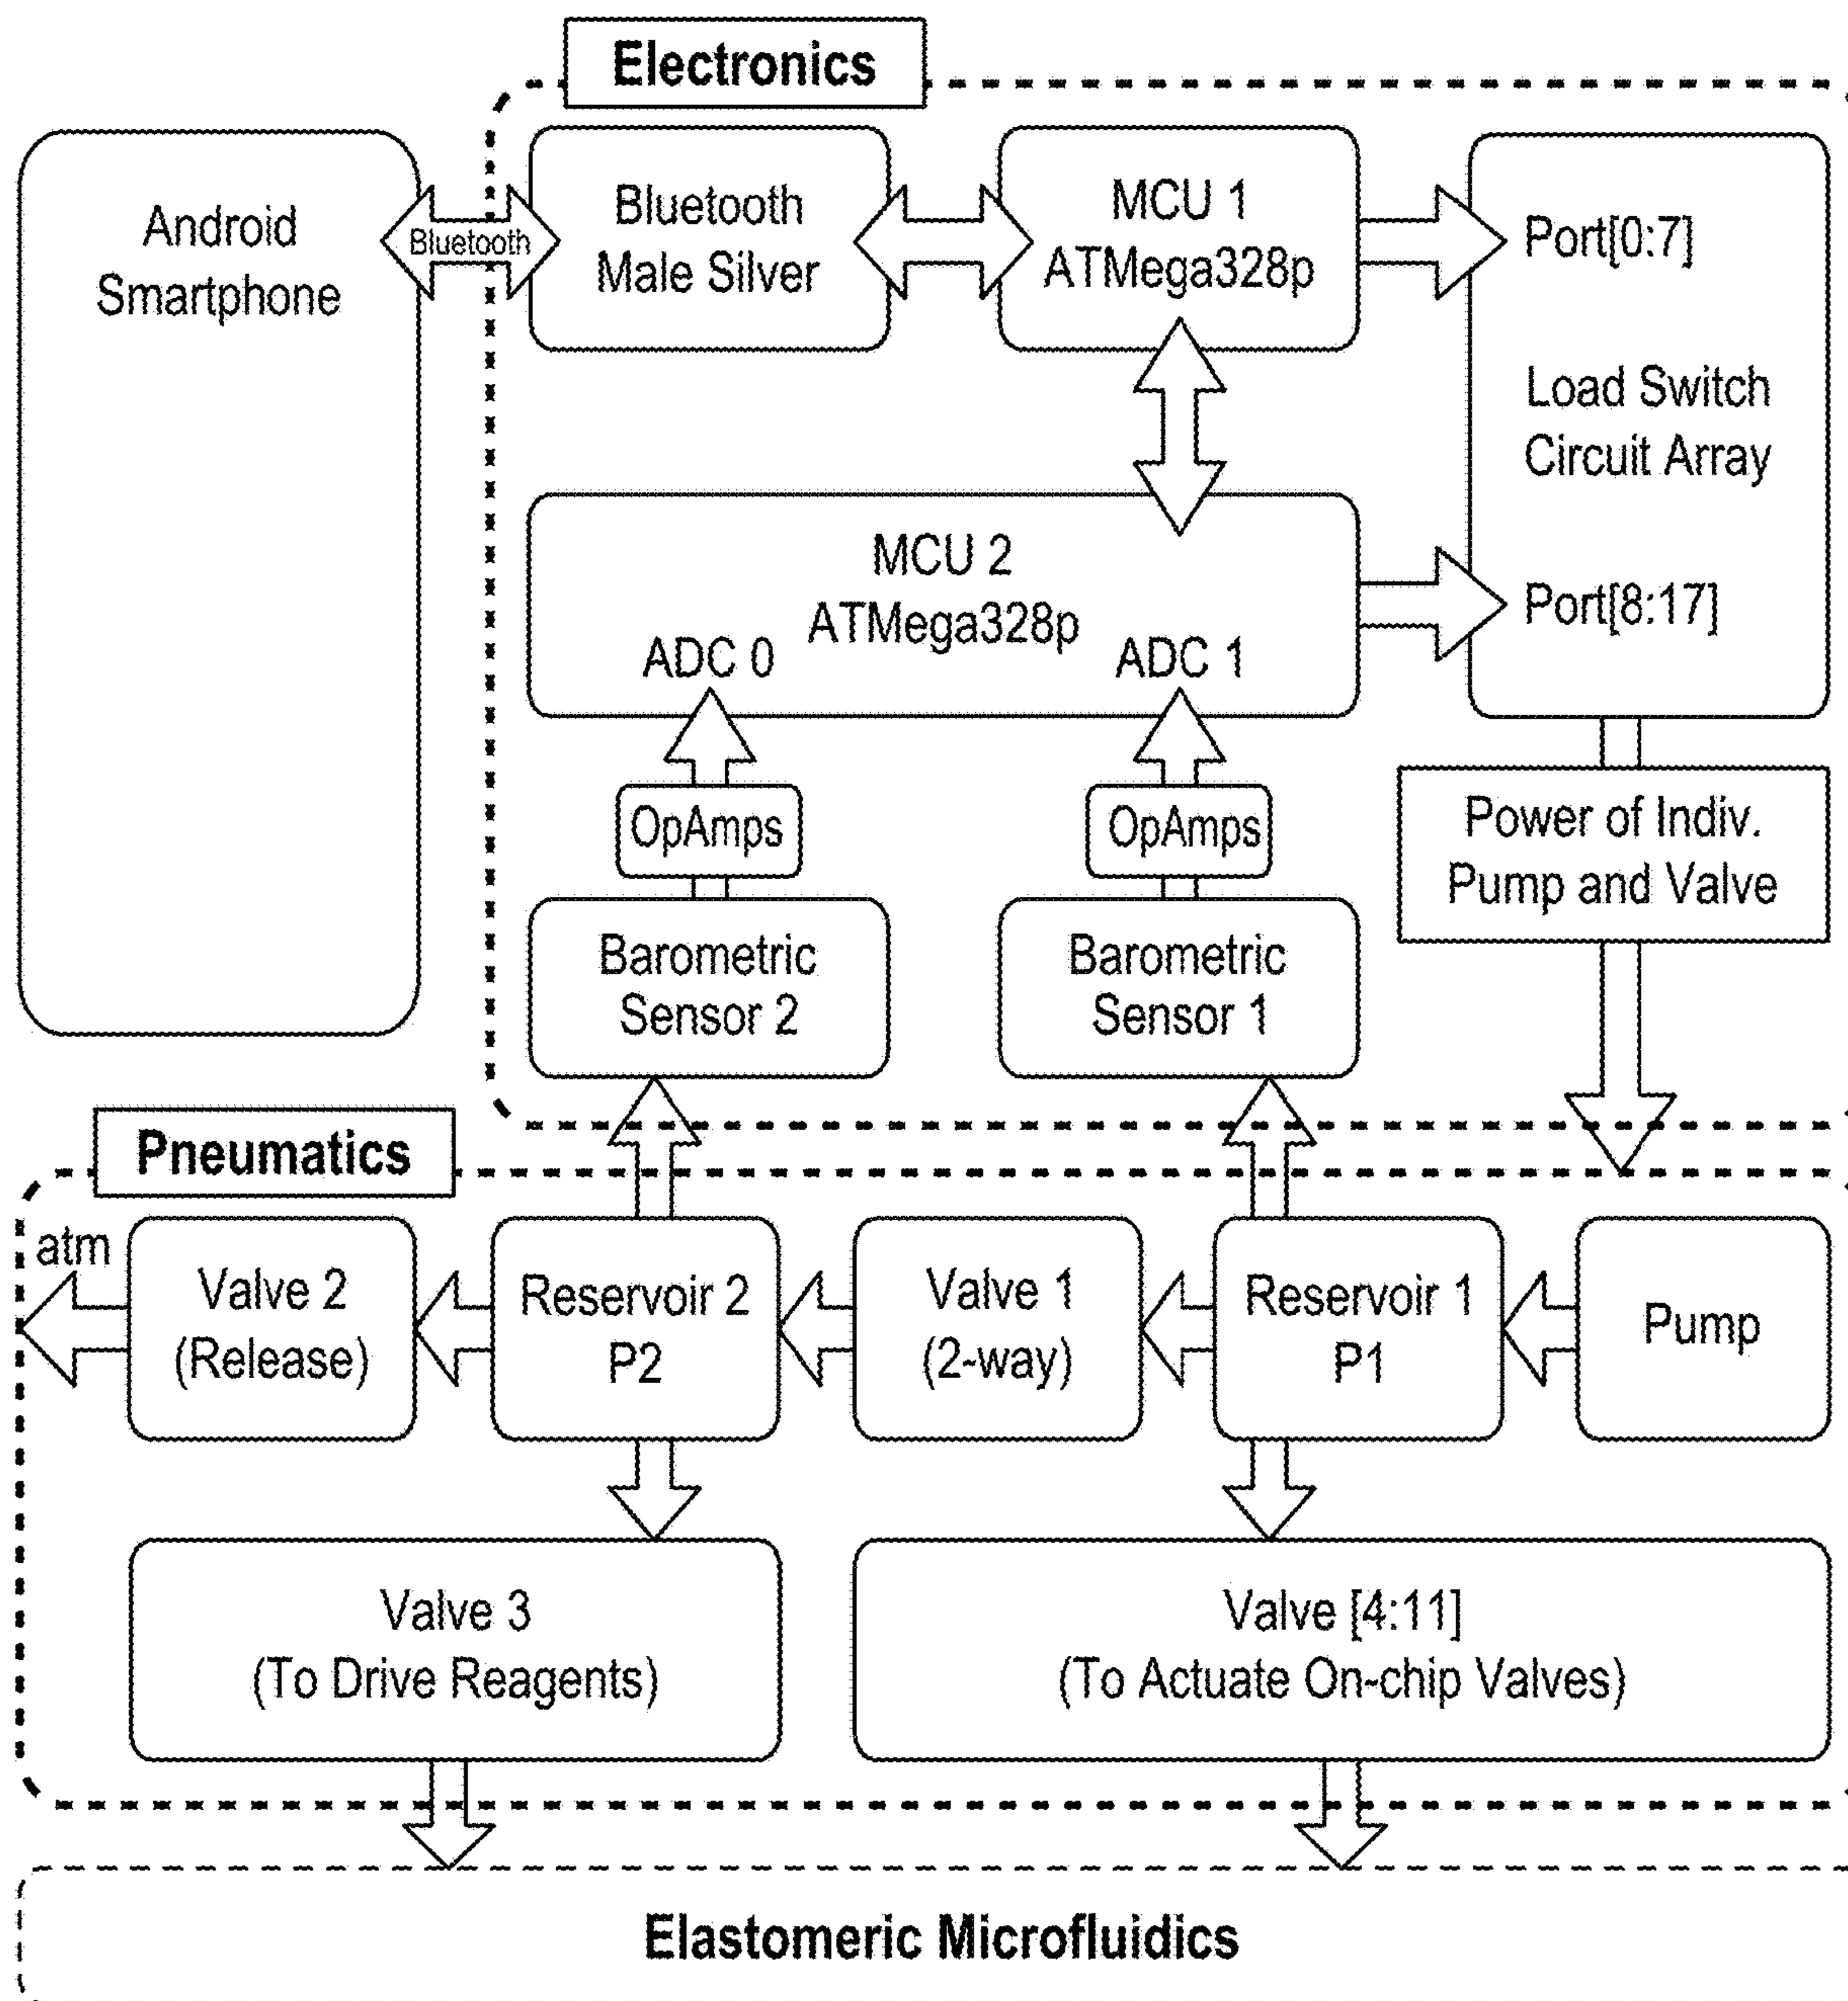 Electronics
Android
Smartphone
Bluetooth
Bluetooth
Male Silver
MCU 1
ATMega328p
Port[0:7]
Load Switch
Circuit Array
Port[8:17]
MCU 2
ATMega328p
ADC 0
ADC 1
OpAmps
OpAmps
Power of Indiv.
Pump and Valve
Barometric
Sensor 2
Barometric
Sensor 1
Pneumatics
atm
Valve 2
(Release)
Reservoir 2
P2
Valve 1
(2-way)
Reservoir 1
P1
Pump
Valve 3
(To Drive Reagents)
Valve [4:11]
(To Actuate On-chip Valves)
Elastomeric Microfluidics